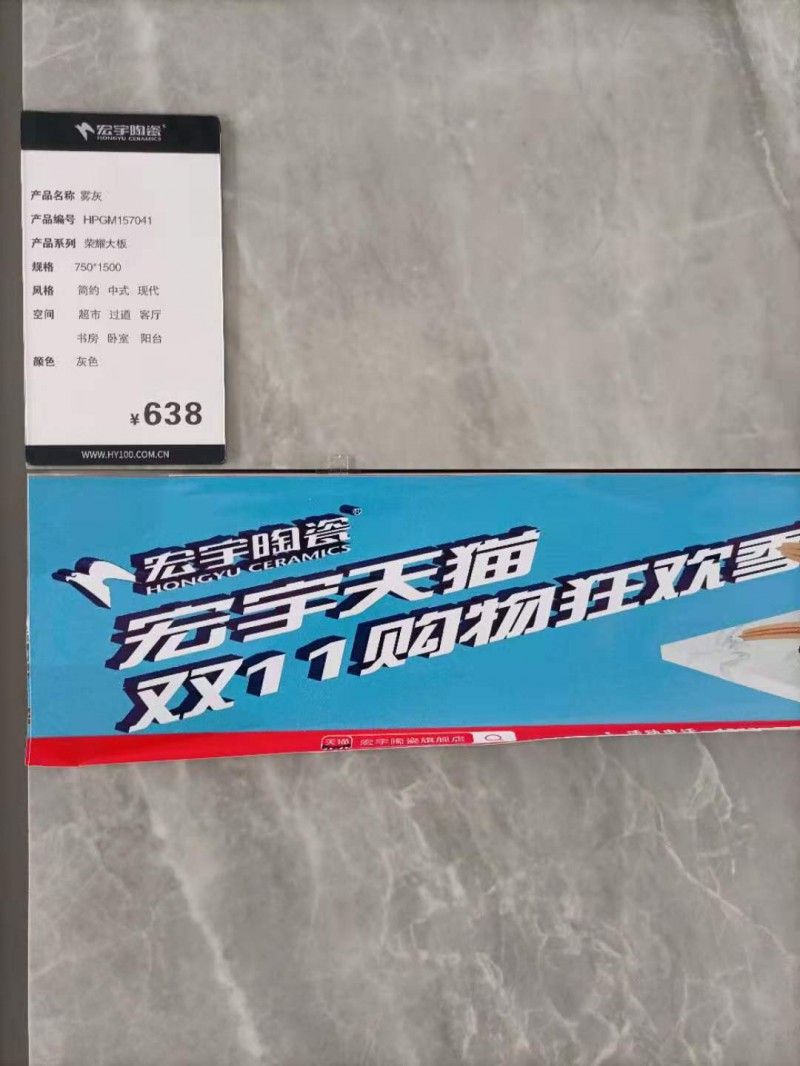 宏宇陶瓷
HONGYU CERAMICS
产品名称 雾灰
产品编号 HPGM157041
产品系列 荣耀大板
规格 750*1500
风格 简约 中式 现代
空间 超市 过道 客厅
书房 卧室 阳台
颜色 灰色
¥638
WWW.HY100.COM.CN
宏宇陶瓷®
HONGYU CERAMICS
宏宇天猫
双11购物狂欢季
天猫 宏宇陶瓷旗舰店